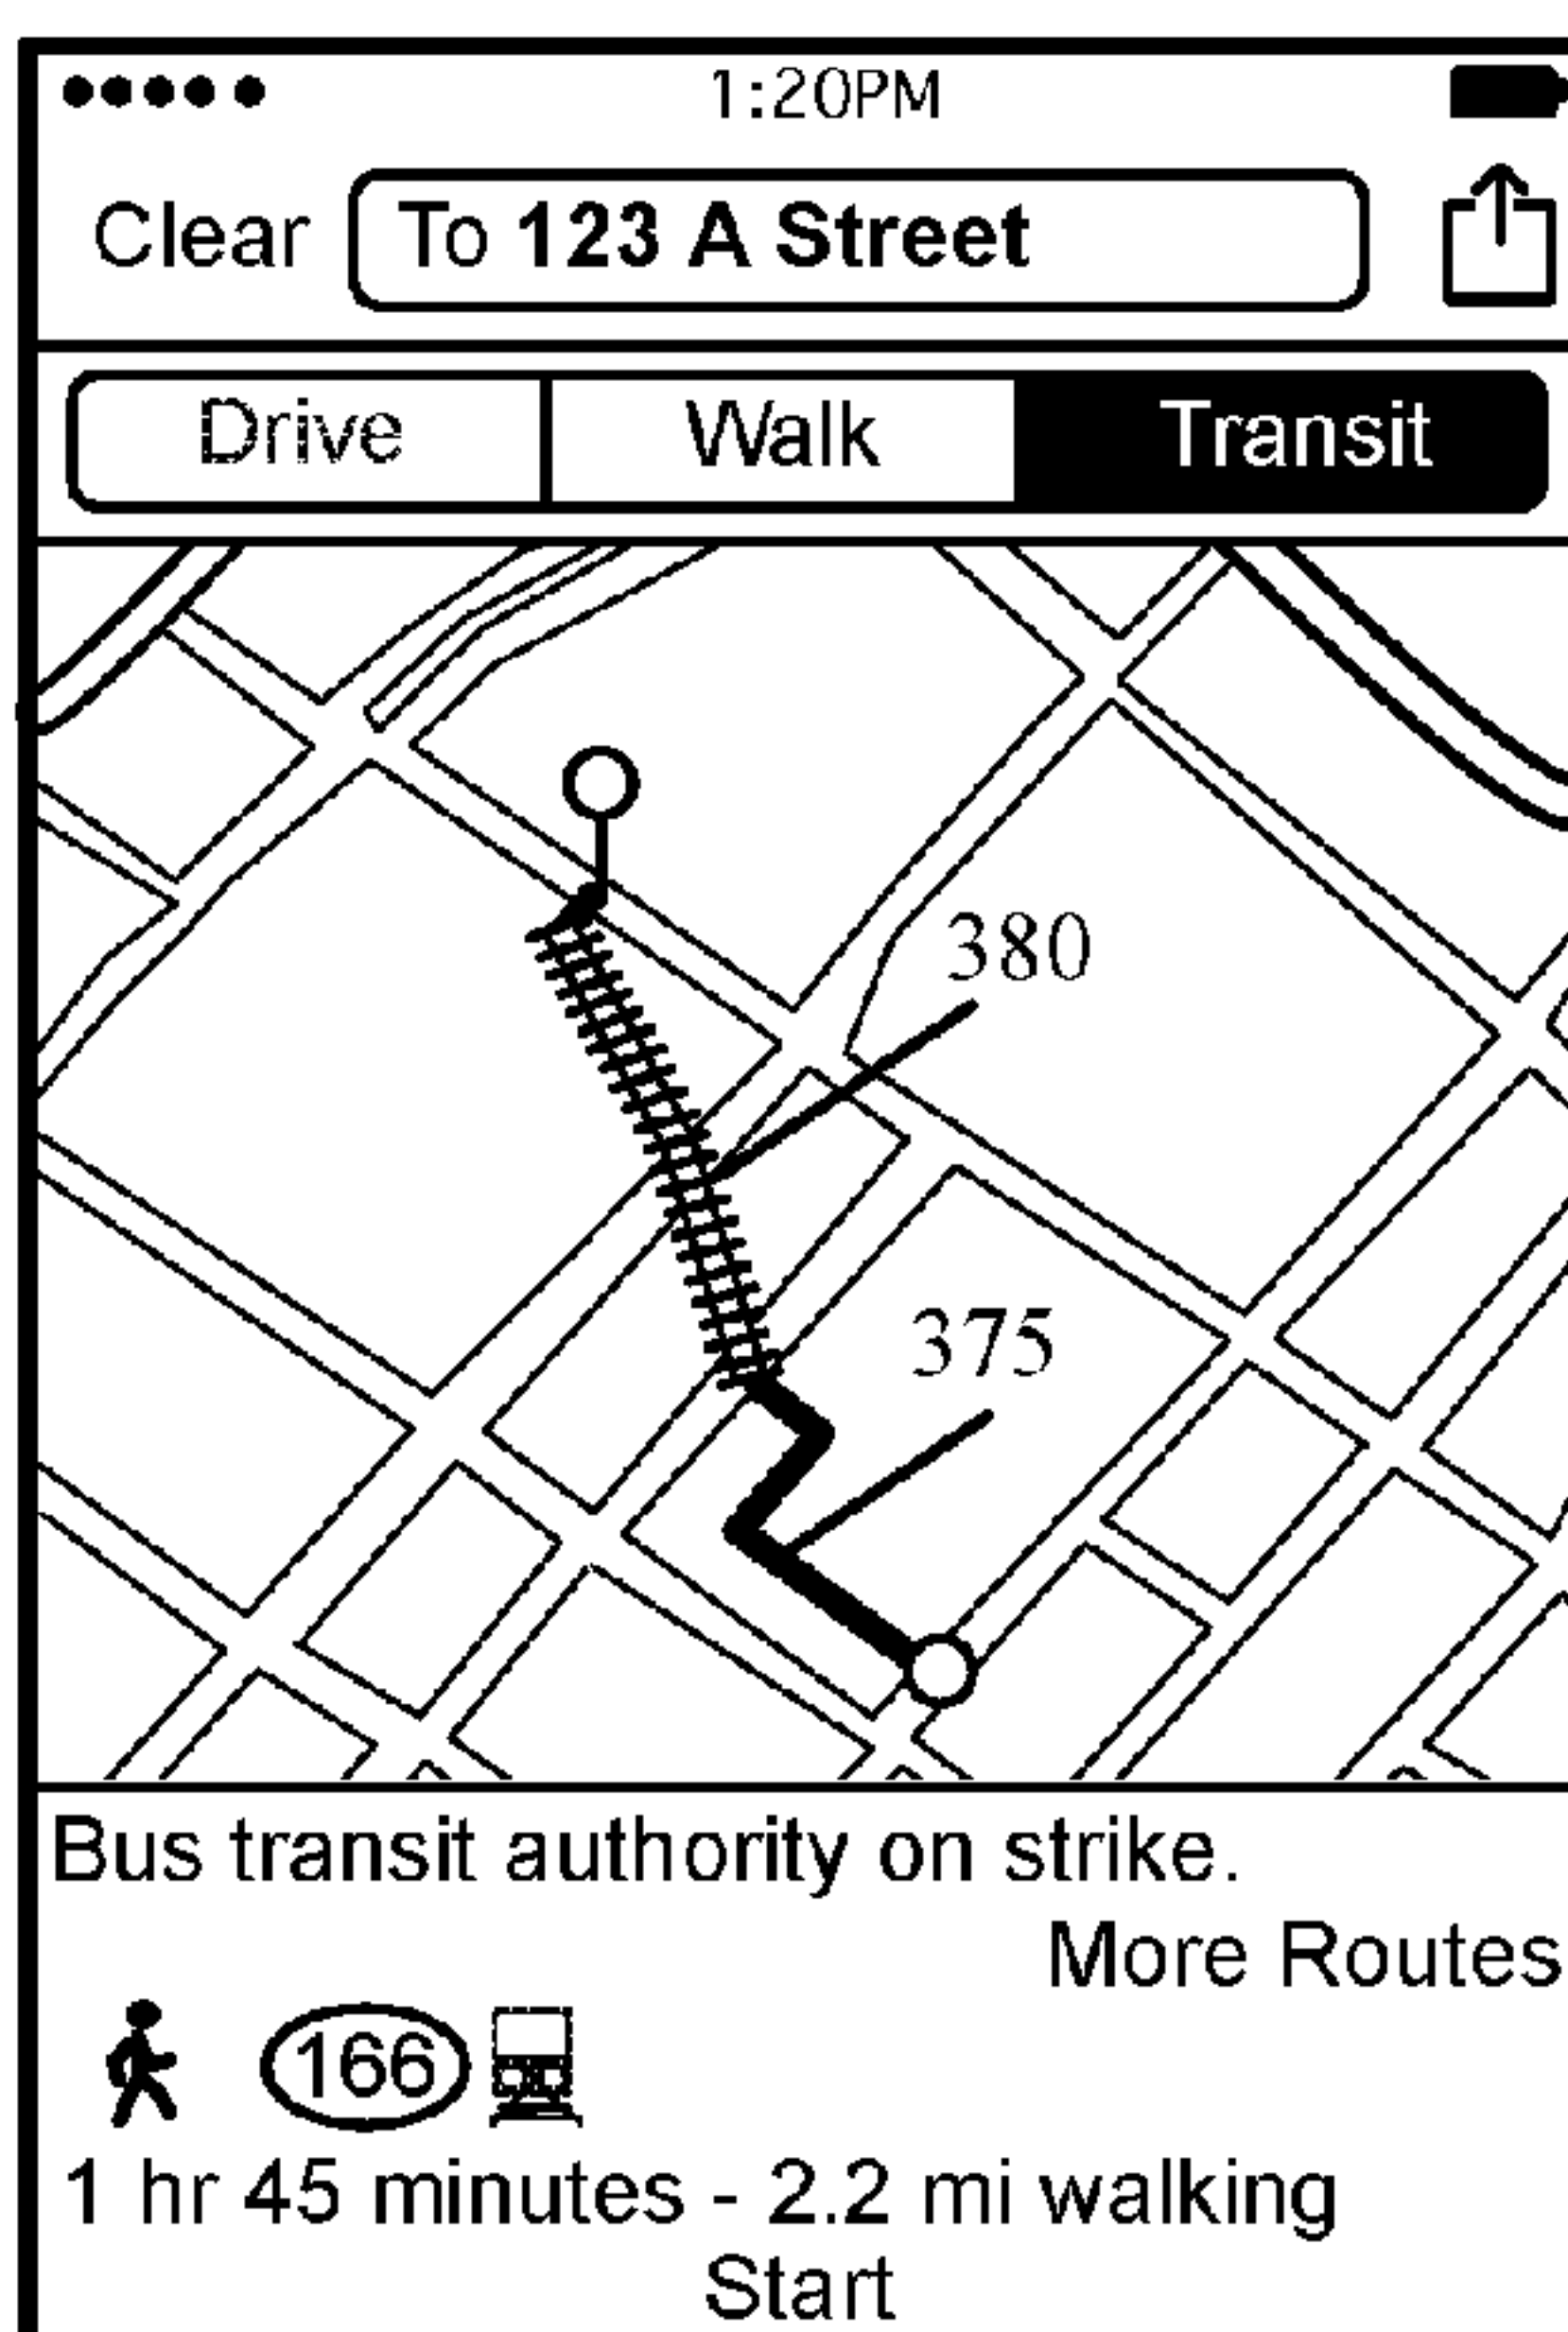 1:20PM
Clear To 123 A Street
Drive Walk Transit
380
375
Bus transit authority on strike.
More Routes
166
1 hr 45 minutes - 2.2 mi walking
Start